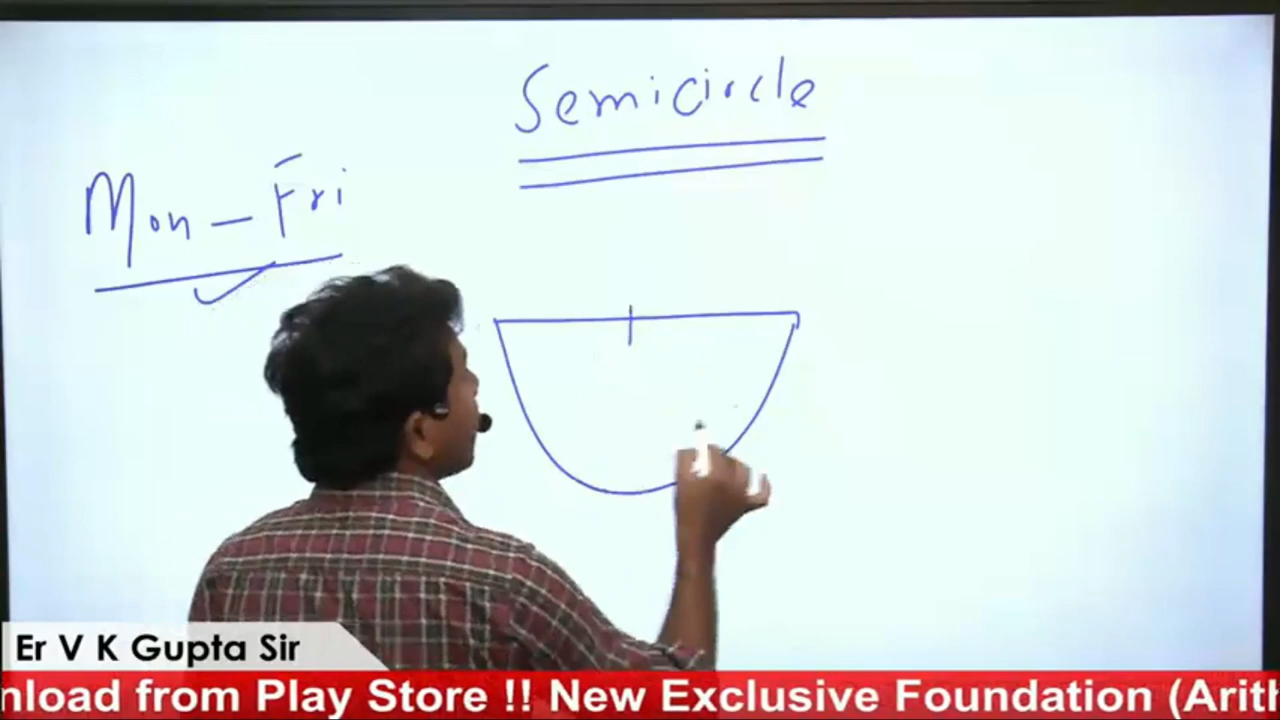 Semicircle
Mon - Fri
Er V K Gupta Sir
nload from Play Store !! New Exclusive Foundation (Arith